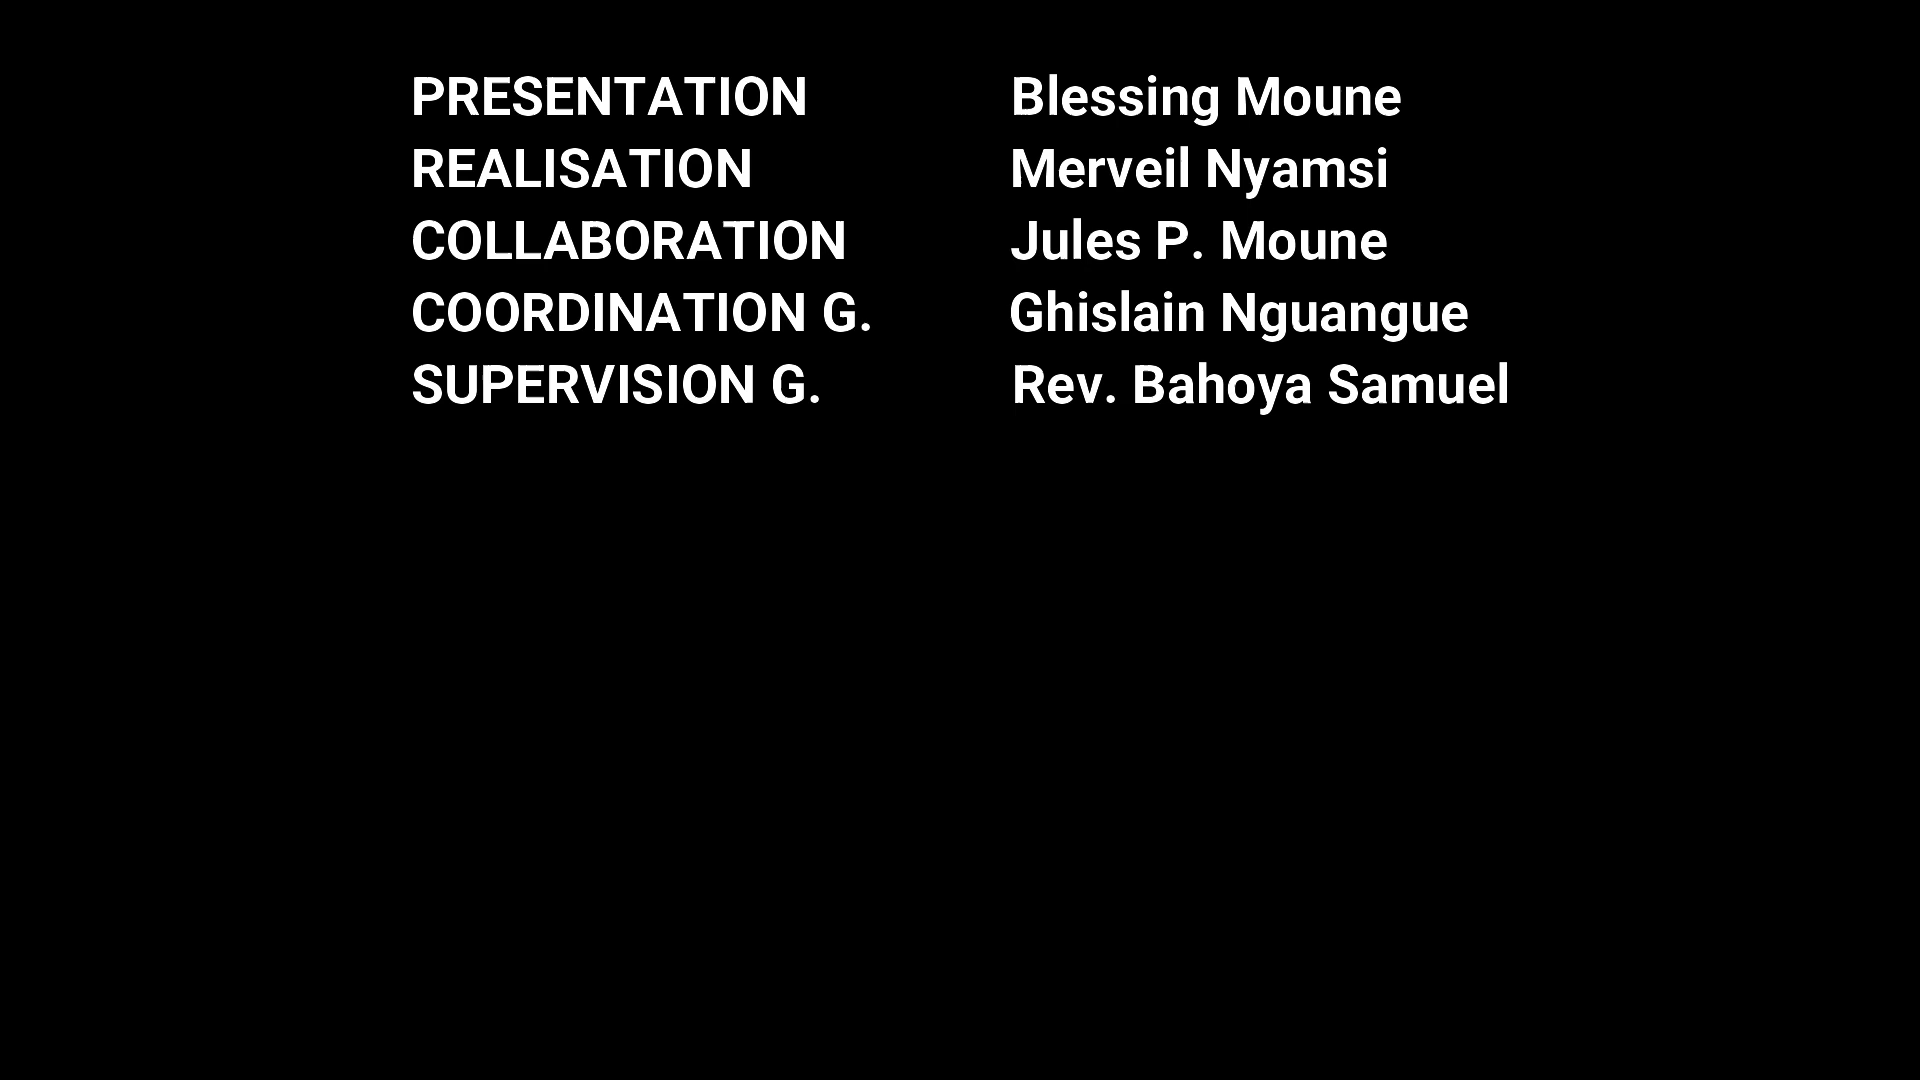 PRESENTATION Blessing Moune
REALISATION Merveil Nyamsi
COLLABORATION Jules P. Moune
COORDINATION G. Ghislain Nguangue
SUPERVISION G. Rev. Bahoya Samuel